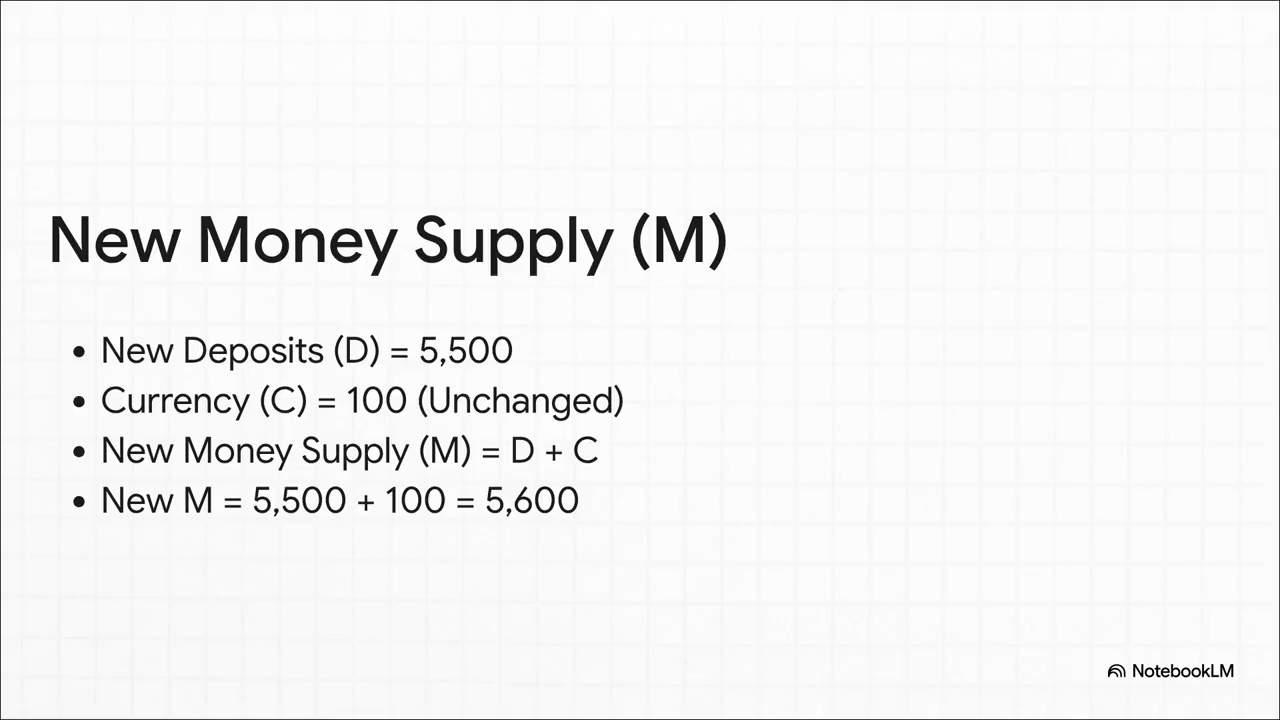 New Money Supply (M)
• New Deposits (D) = 5,500
• Currency (C) = 100 (Unchanged)
• New Money Supply (M) = D + C
• New M = 5,500 + 100 = 5,600
NotebookLM